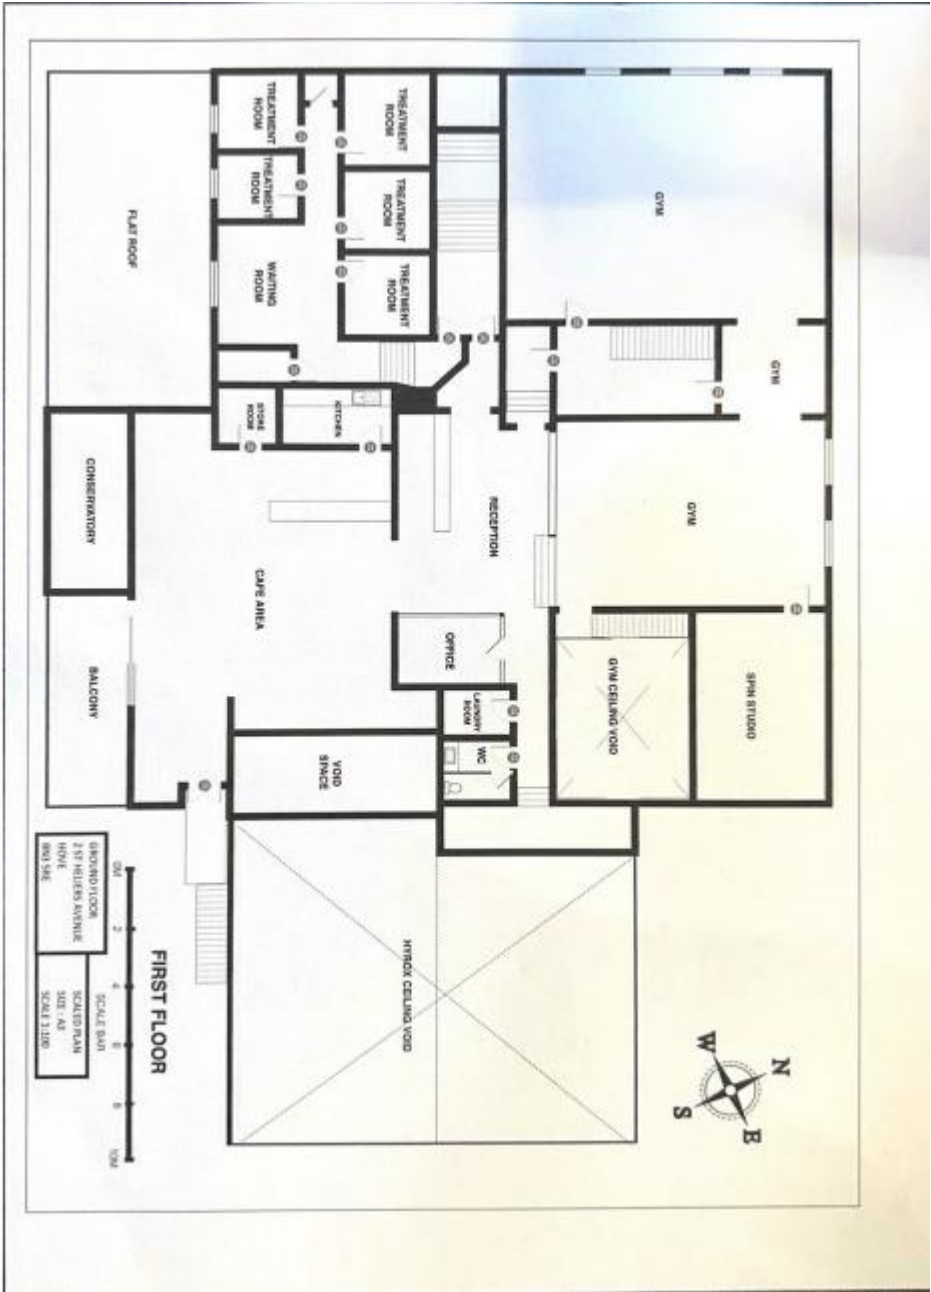 GYM
GYM
GYM
SPIN STUDIO
GYM CEILING VOID
RECEPTION
OFFICE
LAUNDRY
ROOM
WC
TREATMENT
ROOM
TREATMENT
ROOM
TREATMENT
ROOM
TREATMENT
ROOM
TREATMENT
ROOM
WAITING
ROOM
KITCHEN
STORE
ROOM
CAFE AREA
VOID
SPACE
HYROX CEILING VOID
FLAT ROOF
CONSERVATORY
BALCONY
N
E
W
S
FIRST FLOOR
0M 2 4 6 8 10M
SCALE BAR
GROUND FLOOR
2 ST HELIERS AVENUE
HOVE
BN3 5RE
SCALED PLAN
SIZE : A3
SCALE 1:100